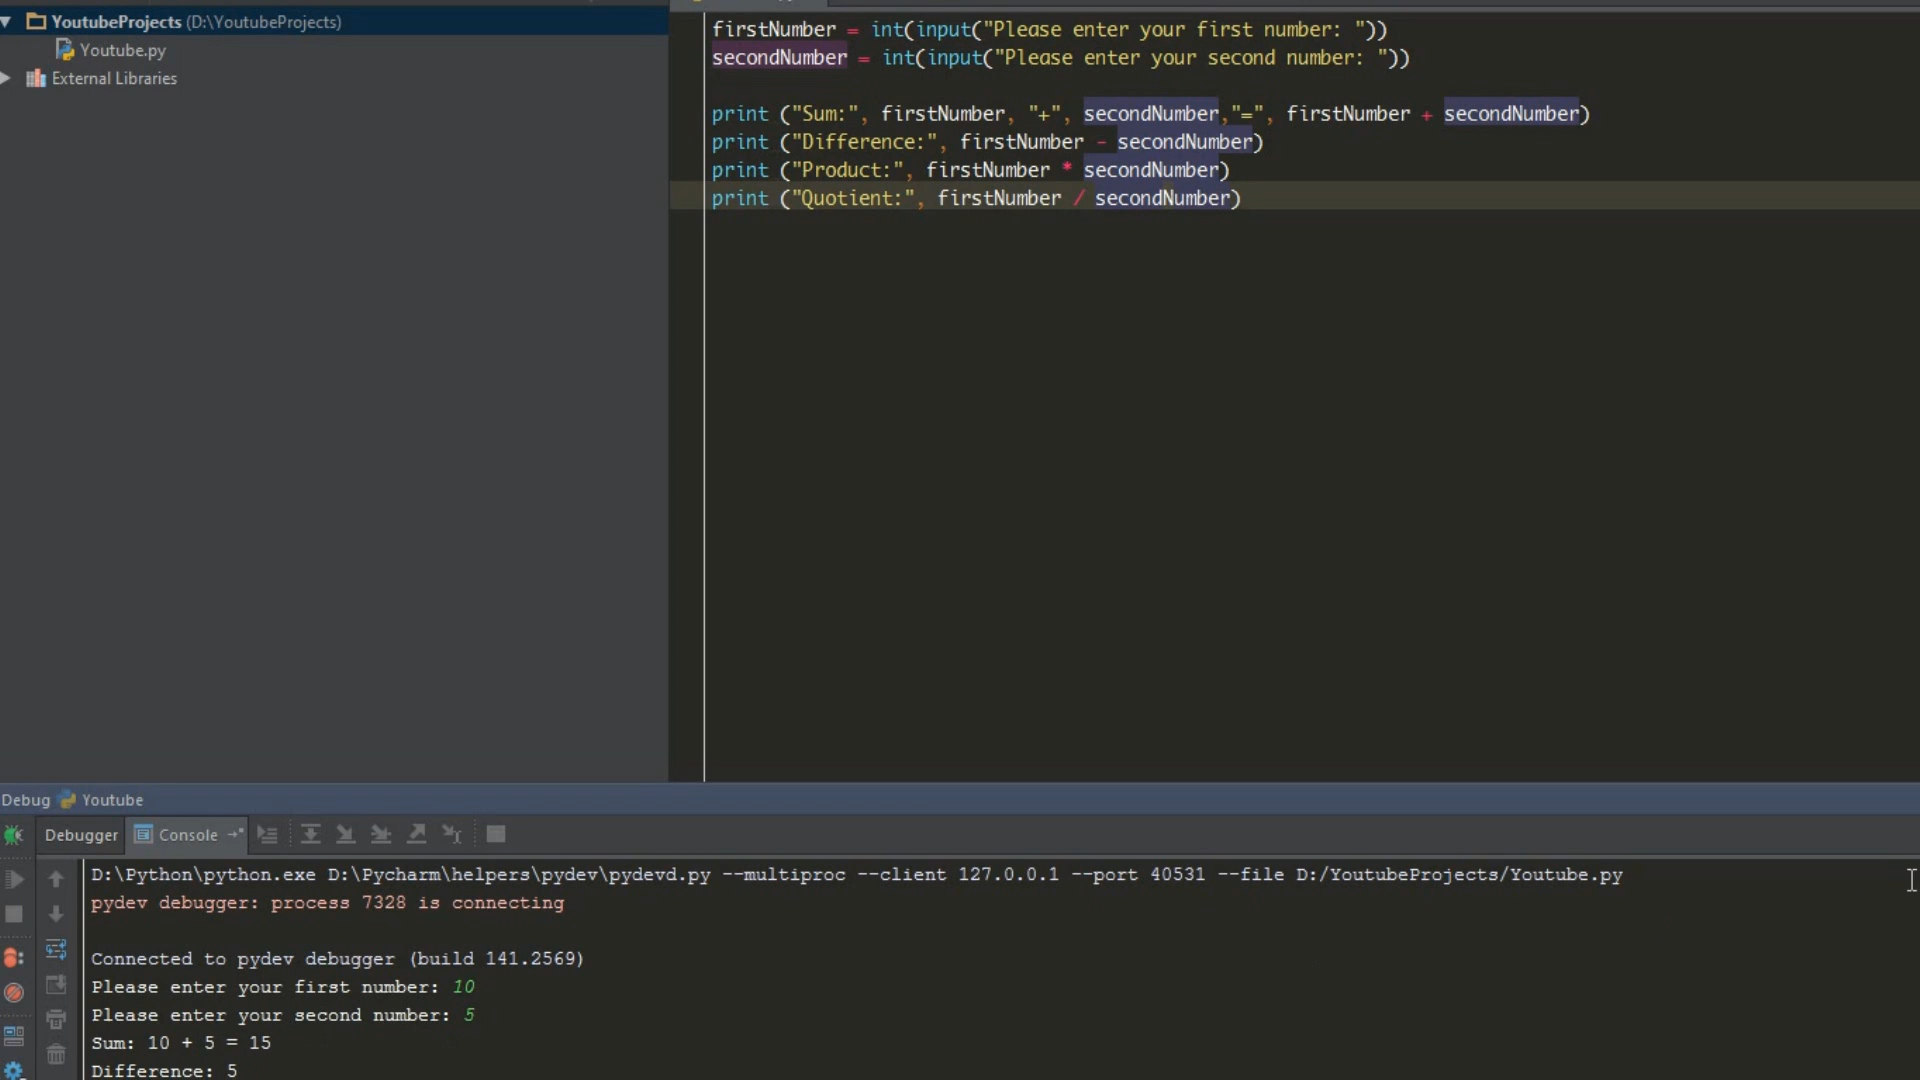 YoutubeProjects (D:\YoutubeProjects)
Youtube.py
External Libraries
firstNumber = int(input("Please enter your first number: "))
secondNumber = int(input("Please enter your second number: "))
print ("Sum:", firstNumber, "+", secondNumber,"=", firstNumber + secondNumber)
print ("Difference:", firstNumber - secondNumber)
print ("Product:", firstNumber * secondNumber)
print ("Quotient:", firstNumber / secondNumber)
Debug Youtube
Debugger Console
D:\Python\python.exe D:\Pycharm\helpers\pydev\pydevd.py --multiproc --client 127.0.0.1 --port 40531 --file D:/YoutubeProjects/Youtube.py
pydev debugger: process 7328 is connecting
Connected to pydev debugger (build 141.2569)
Please enter your first number: 10
Please enter your second number: 5
Sum: 10 + 5 = 15
Difference: 5